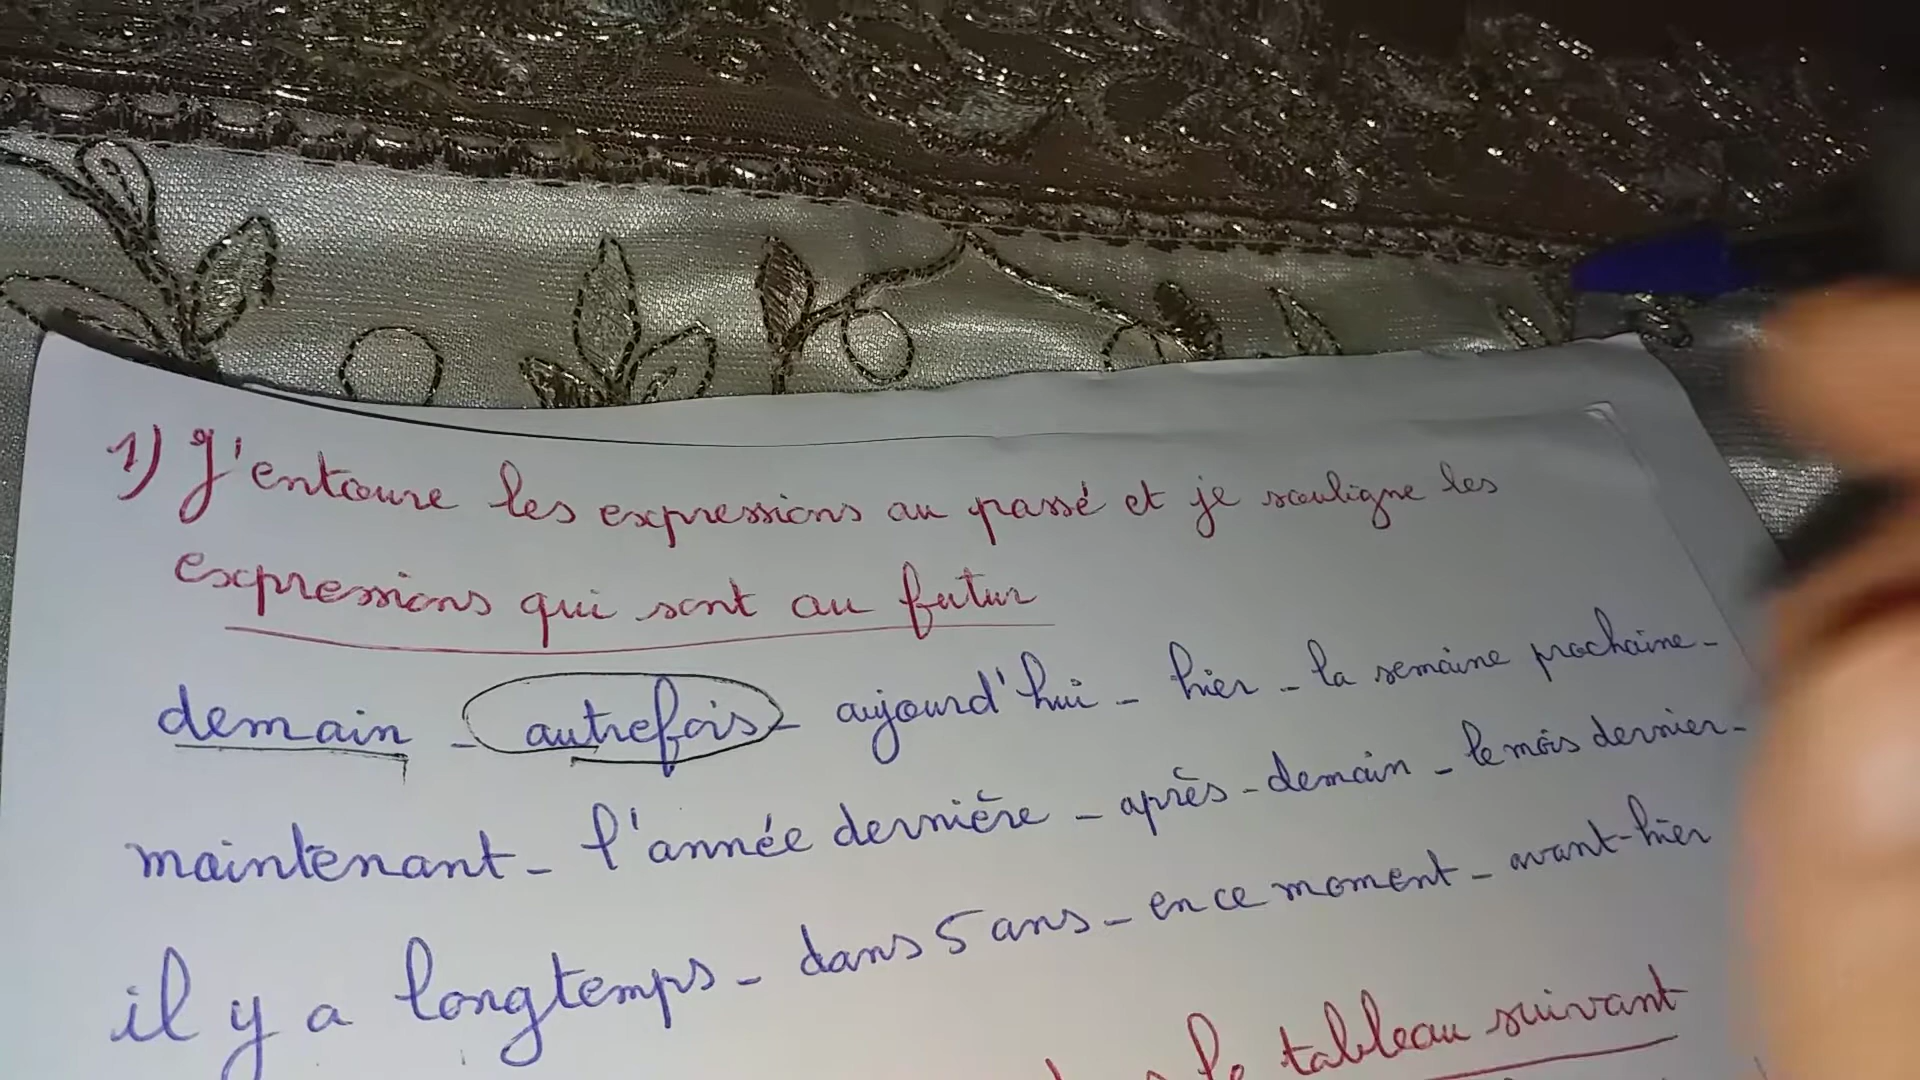 1) J'entoure les expressions au passé et je souligne les
expressions qui sont au futur
demain - autrefois - aujourd'hui - hier - la semaine prochaine -
maintenant - l'année dernière - après - demain - le mois dernier -
il y a longtemps - dans 5 ans - en ce moment - avant-hier
le tableau suivant